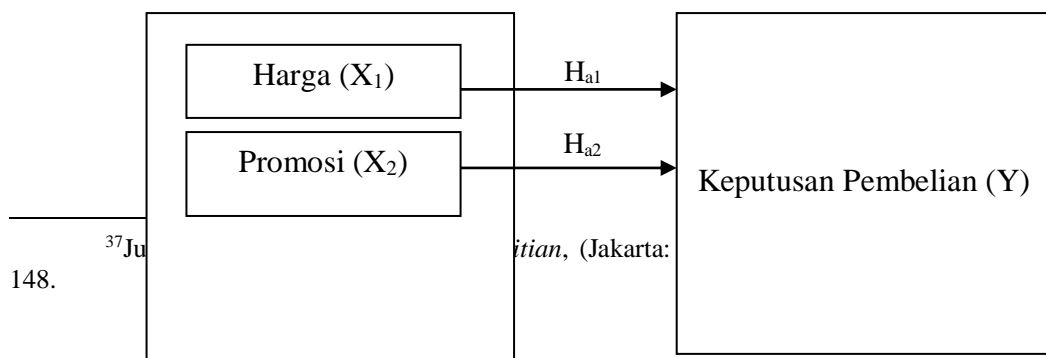 Harga (X₁)
Hₐ₁
Promosi (X₂)
Hₐ₂
Keputusan Pembelian (Y)
³⁷Ju itian, (Jakarta:
148.